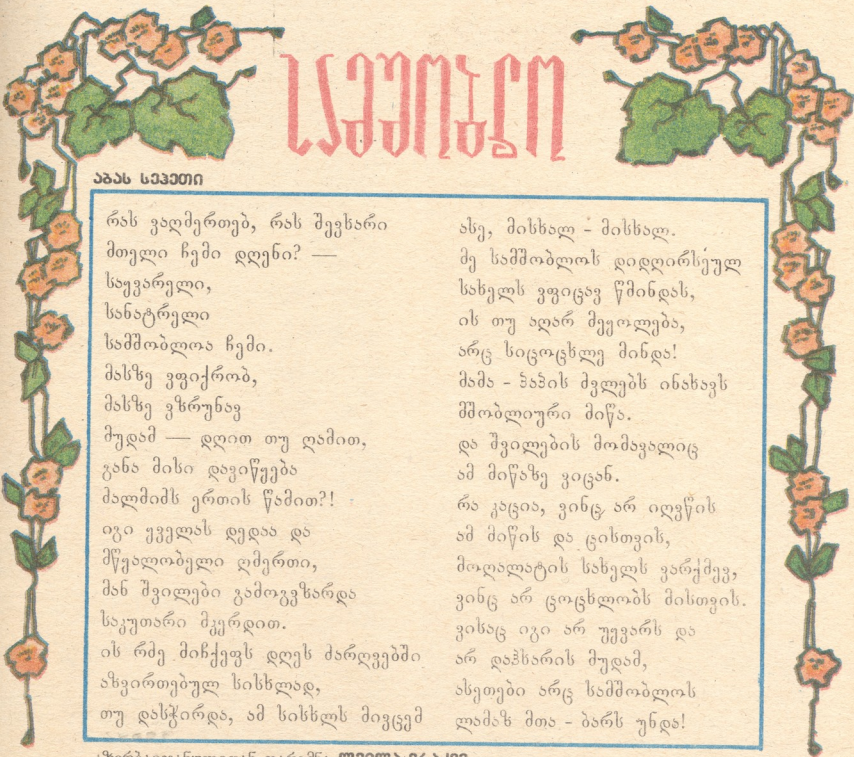 სამშობლო
აბას სეჰეთი
რას ვაღმერთებ, რას შევხარი
მთელი ჩემი დღენი? —
საყვარელი,
სანატრელი
სამშობლოა ჩემი.
მასზე ვფიქრობ,
მასზე ვზრუნავ
მუდამ — დღით თუ ღამით,
განა მისი დავიწყება
მალმიძს ერთის წამით?!
იგი ყველას დედაა და
მწყალობელი ღმერთი,
მან შვილები გამოგვზარდა
საკუთარი მკერდით.
ის რძე მიჩქეფს დღეს ძარღვებში
აზვირთებულ სისხლად,
თუ დასჭირდა, ამ სისხლს მივცემ
ასე, მისხალ - მისხალ.
მე სამშობლოს დიდღირსეულ
სახელს ვფიცავ წმინდას,
ის თუ აღარ მეყოლება,
არც სიცოცხლე მინდა!
მამა - პაპის ძვლებს ინახავს
მშობლიური მიწა.
და შვილების მომავალიც
ამ მიწაზე ვიცან.
რა კაცია, ვინც არ იღვწის
ამ მიწის და ცისთვის,
მოღალატის სახელს ვარქმევ,
ვინც არ ცოცხლობს მისთვის.
ვისაც იგი არ უყვარს და
არ დაჰხარის მუდამ,
ასეთები არც სამშობლოს
ლამაზ მთა - ბარს უნდა!